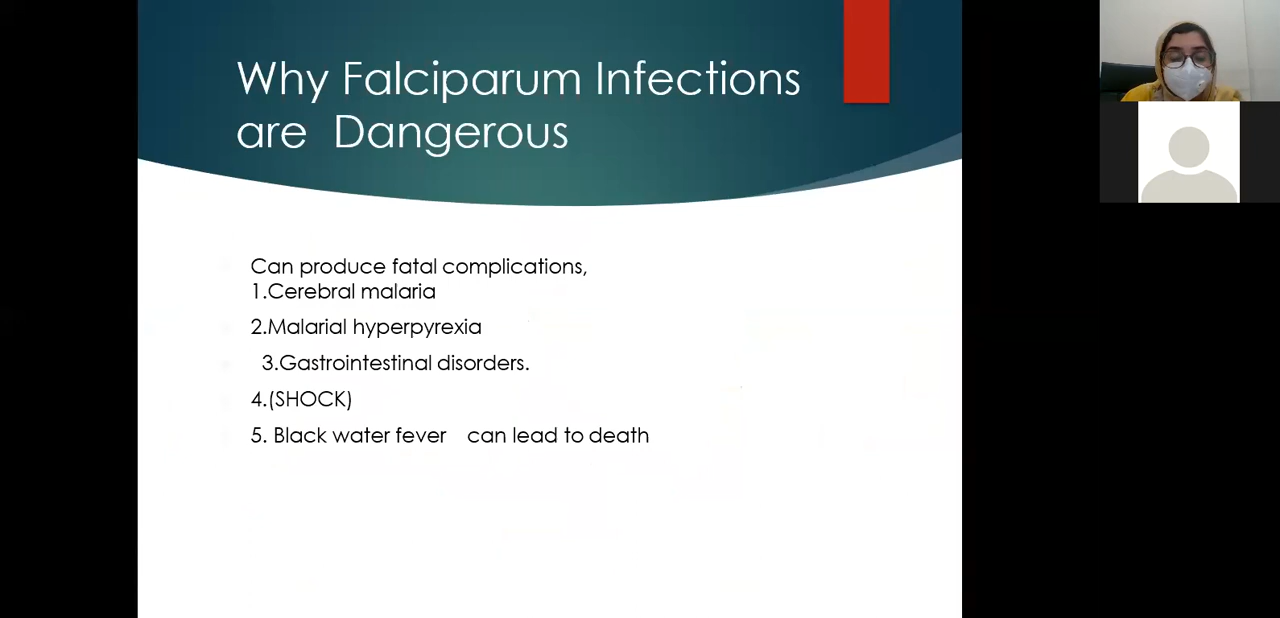 Why Falciparum Infections
are Dangerous
Can produce fatal complications,
1.Cerebral malaria
2.Malarial hyperpyrexia
3.Gastrointestinal disorders.
4.(SHOCK)
5. Black water fever can lead to death